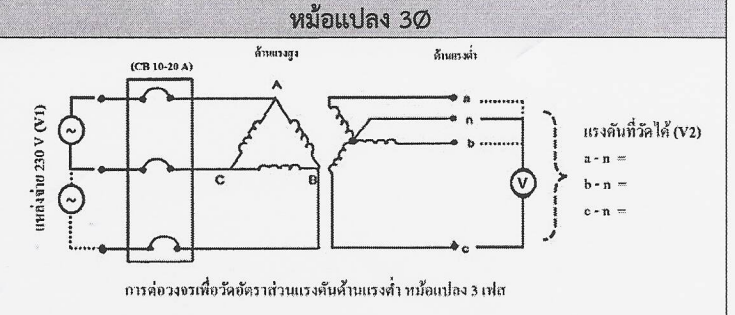 หม้อแปลง 3Ø
ด้านแรงสูง
ด้านแรงต่ำ
(CB 10-20 A)
A
a
n
b
แหล่งจ่าย 230 V (V1)
~
~
C
B
V
c
แรงดันที่วัดได้ (V2)
a - n =
b - n =
c - n =
การต่อวงจรเพื่อวัดอัตราส่วนแรงดันด้านแรงต่ำ หม้อแปลง 3 เฟส